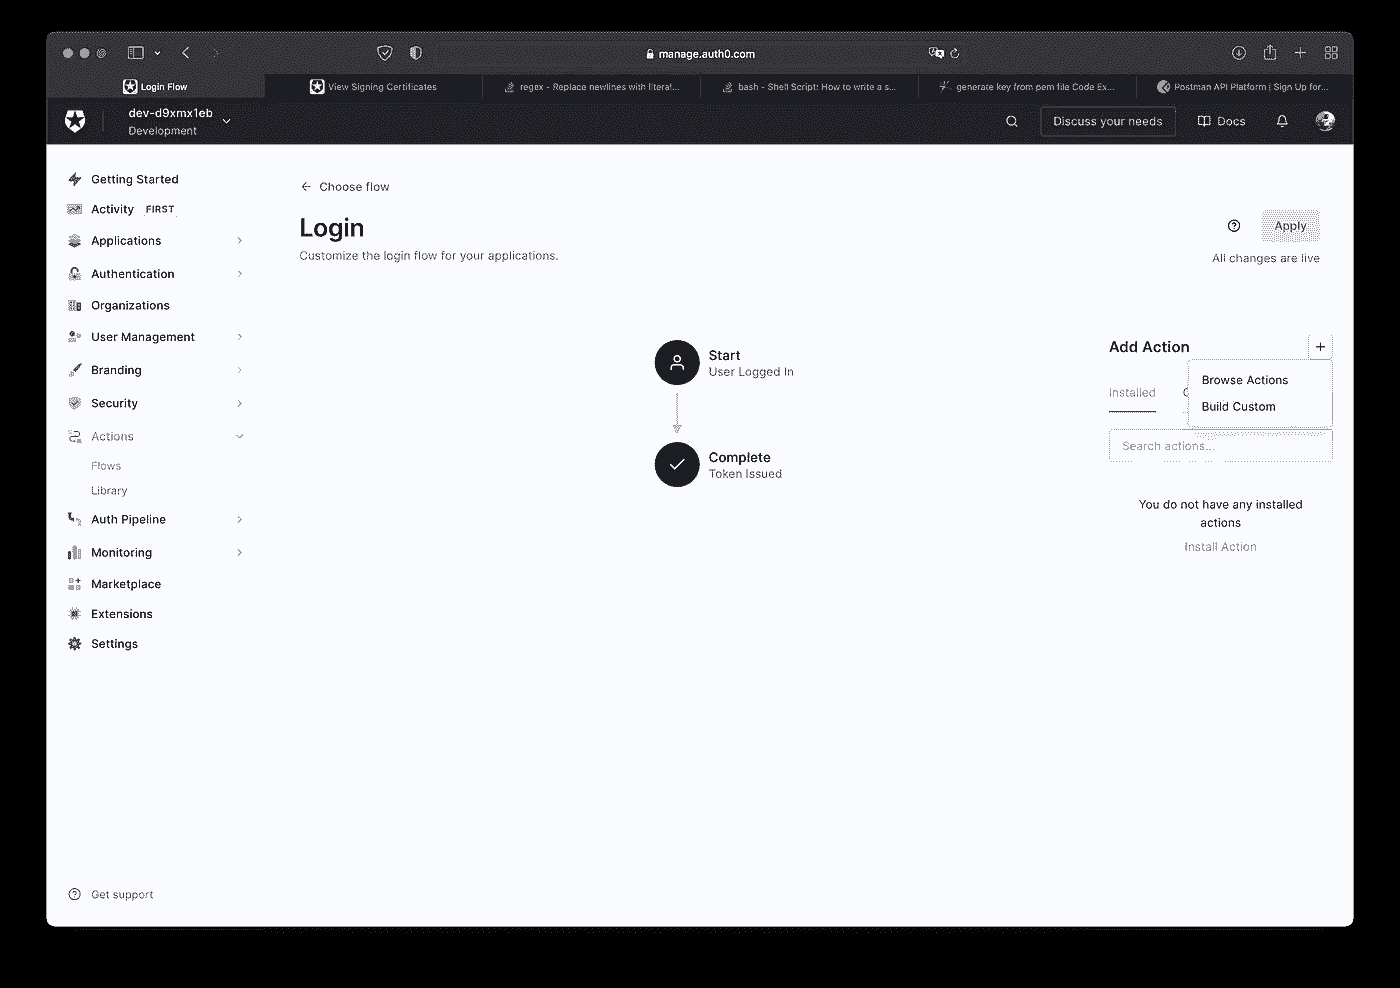 manage.auth0.com
Login Flow
View Signing Certificates
regex - Replace newlines with literal...
bash - Shell Script: How to write a s...
generate key from pem file Code Ex...
Postman API Platform | Sign Up for...
dev-d9xmx1eb
Development
Discuss your needs
Docs
Getting Started
Activity FIRST
Applications
Authentication
Organizations
User Management
Branding
Security
Actions
Flows
Library
Auth Pipeline
Monitoring
Marketplace
Extensions
Settings
Get support
Choose flow
Login
Customize the login flow for your applications.
Apply
All changes are live
Start
User Logged In
Complete
Token Issued
Add Action
Browse Actions
Build Custom
Installed
Search actions...
You do not have any installed
actions
Install Action